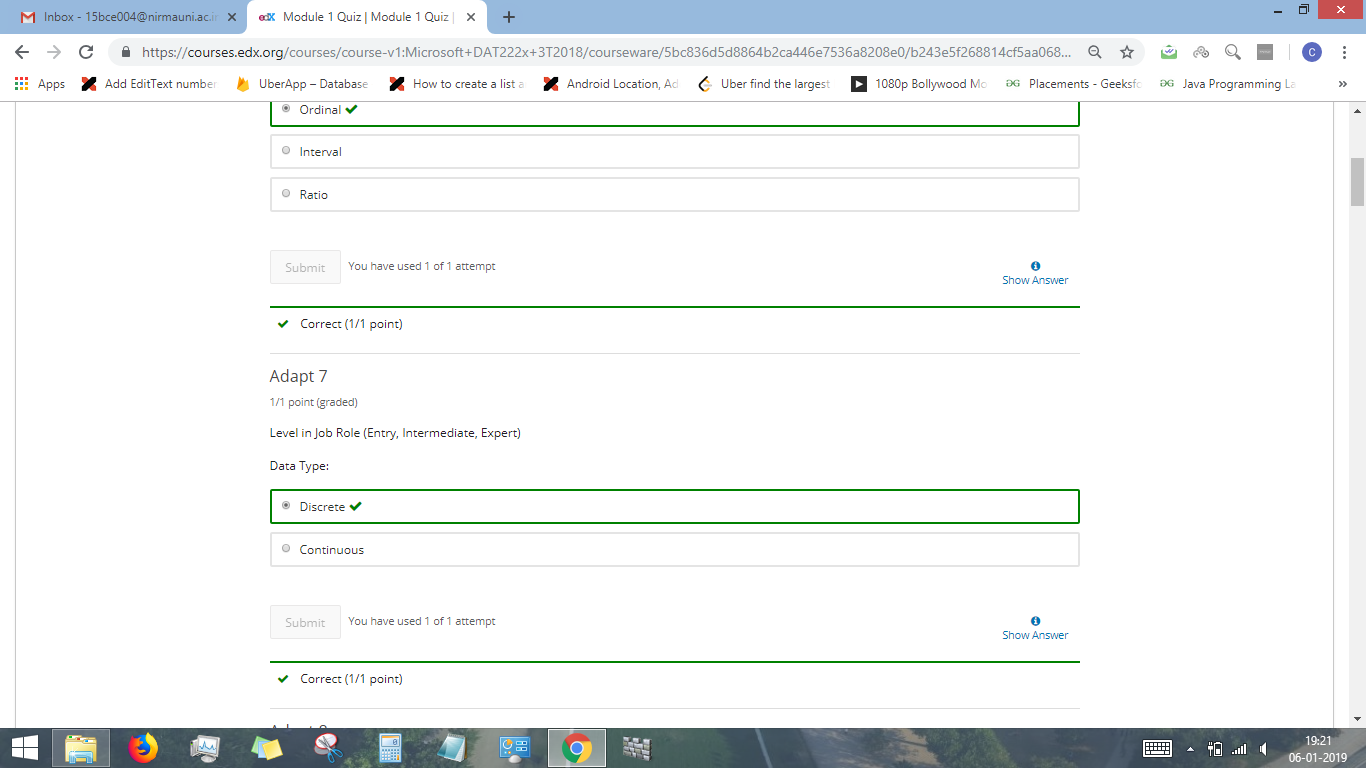 Inbox - 15bce004@nirmauni.ac.i
edX Module 1 Quiz | Module 1 Quiz |
https://courses.edx.org/courses/course-v1:Microsoft+DAT222x+3T2018/courseware/5bc836d5d8864b2ca446e7536a8208e0/b243e5f268814cf5aa068...
C
Apps Add EditText number UberApp – Database How to create a list a Android Location, Ad Uber find the largest 1080p Bollywood Mo Placements - Geeksfo Java Programming La »
Ordinal
Interval
Ratio
Submit You have used 1 of 1 attempt
Show Answer
Correct (1/1 point)
Adapt 7
1/1 point (graded)
Level in Job Role (Entry, Intermediate, Expert)
Data Type:
Discrete
Continuous
Submit You have used 1 of 1 attempt
Show Answer
Correct (1/1 point)
19:21
06-01-2019